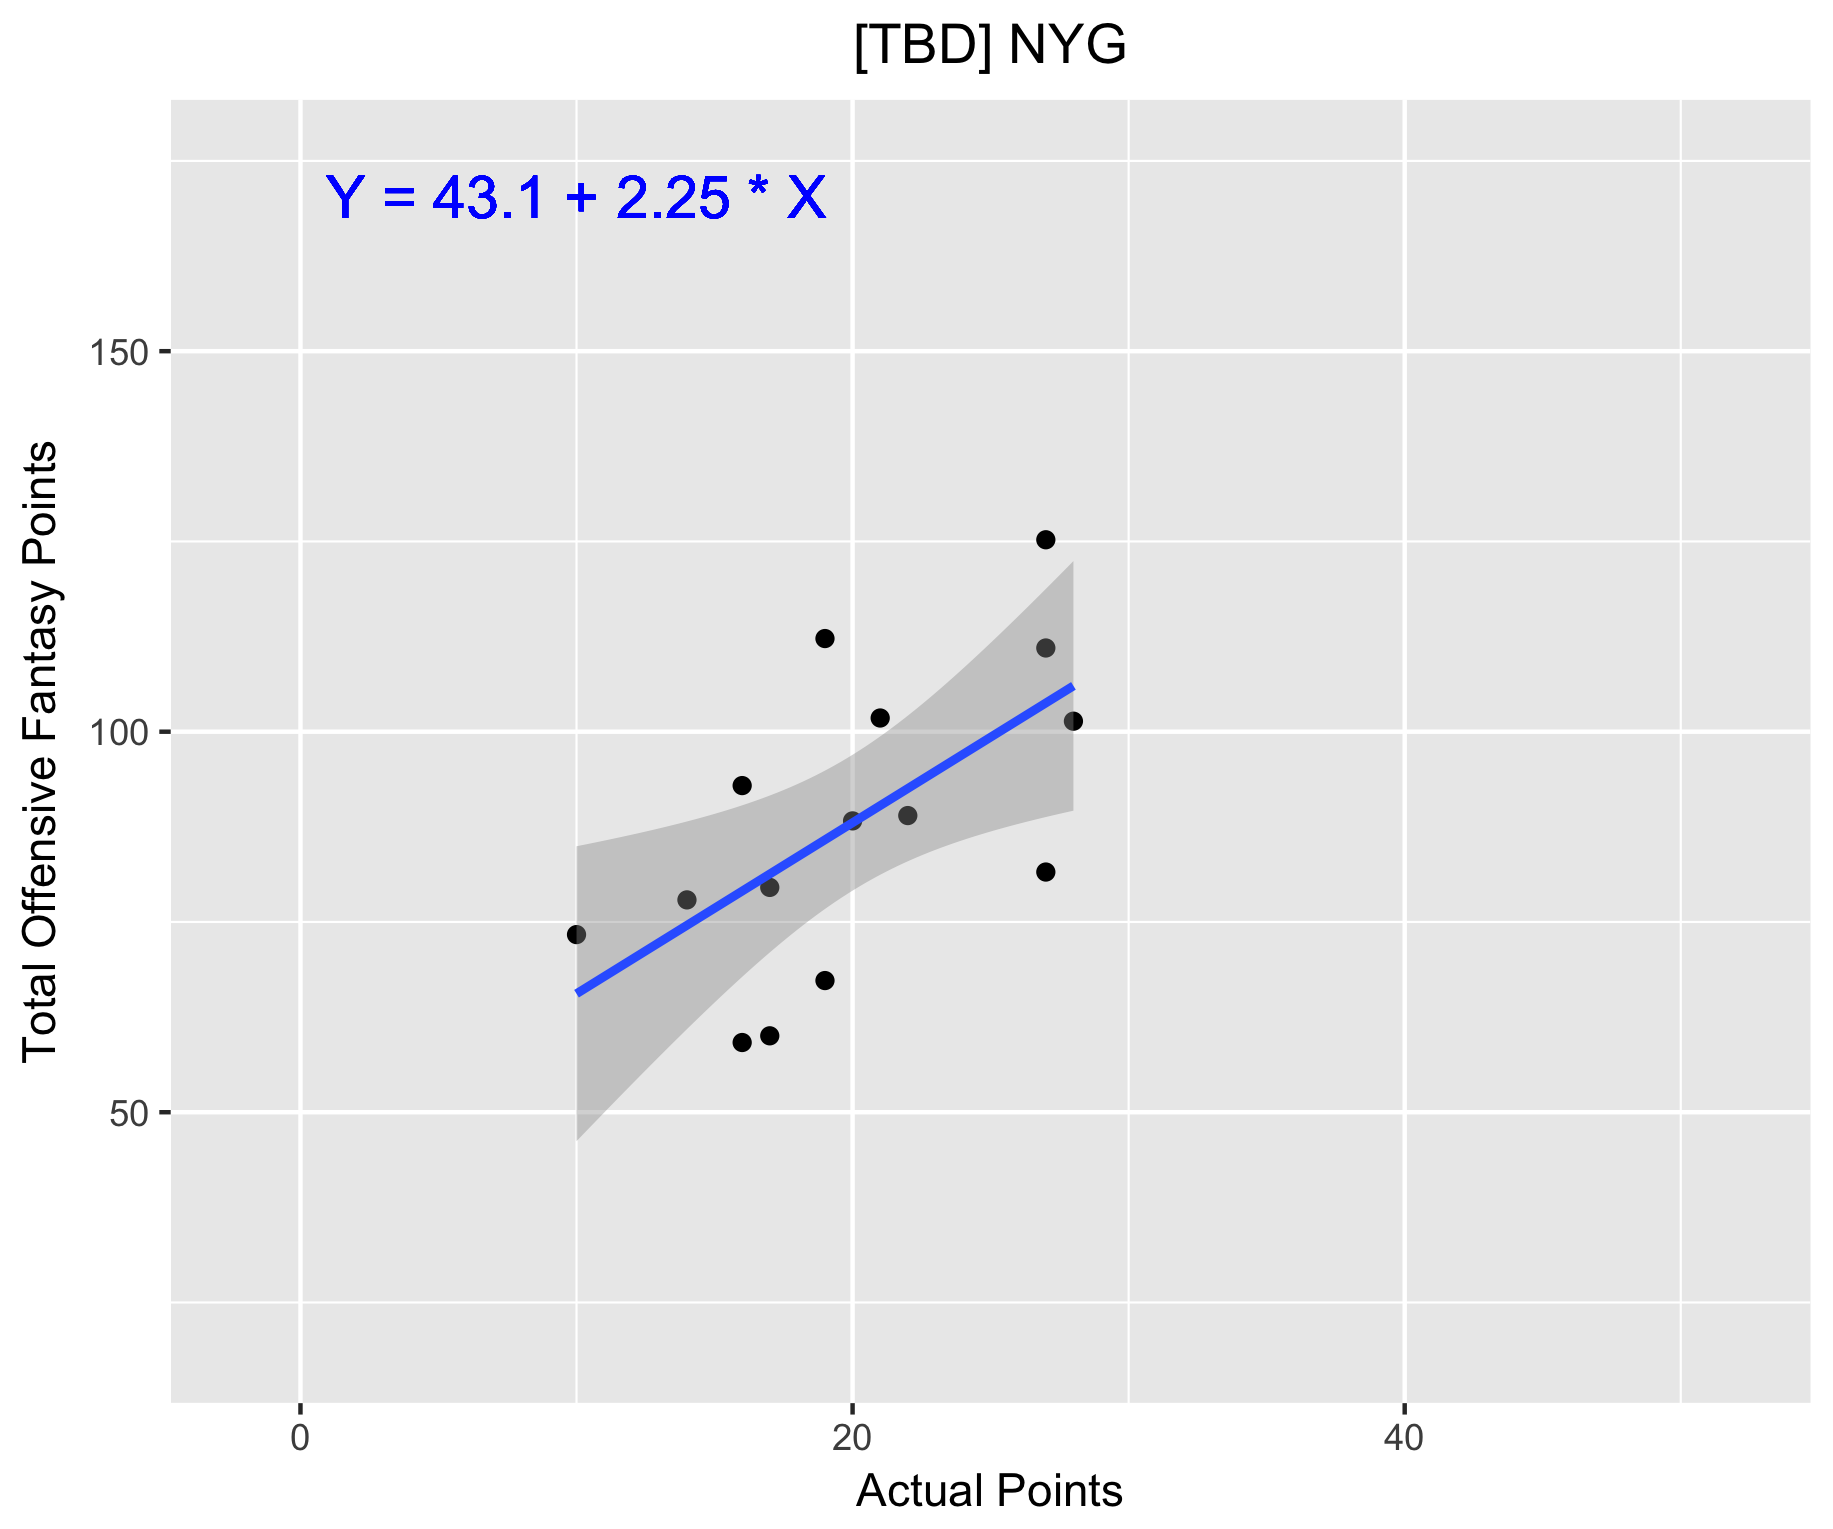 [TBD] NYG
Y = 43.1 + 2.25 * X
150
100
50
Total Offensive Fantasy Points
0 20 40
Actual Points